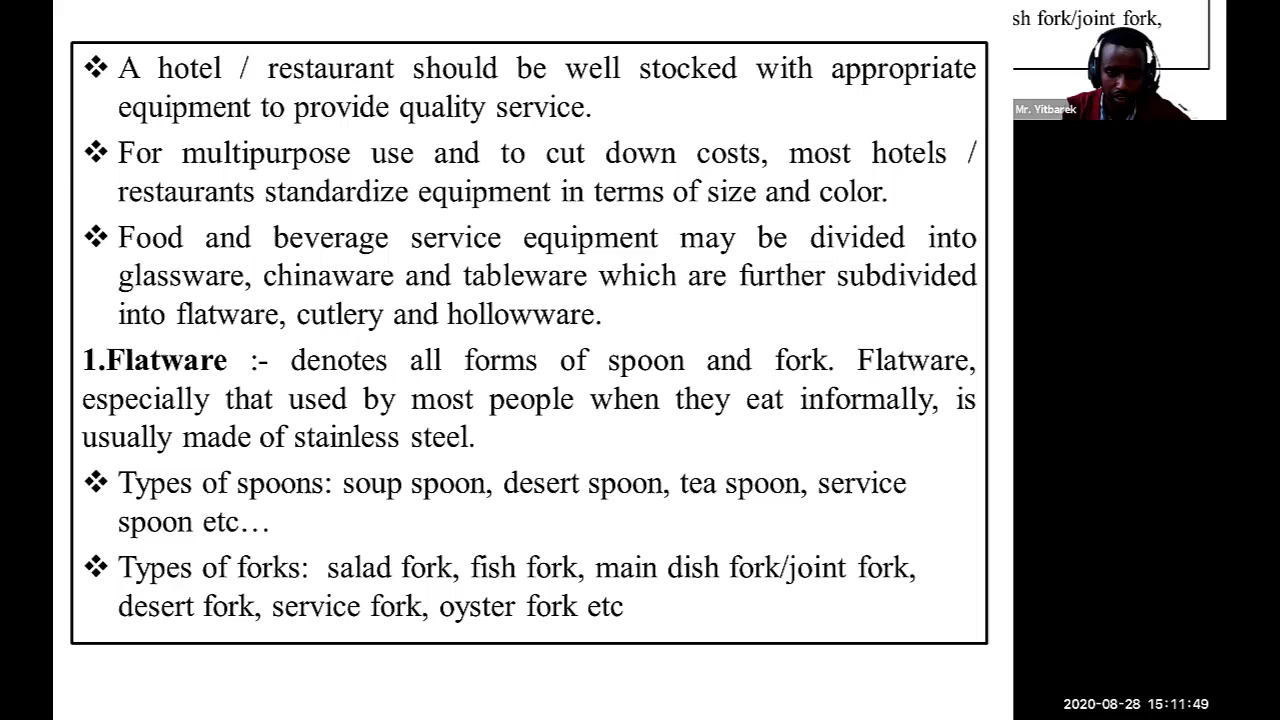 ❖ A hotel / restaurant should be well stocked with appropriate
equipment to provide quality service.
❖ For multipurpose use and to cut down costs, most hotels /
restaurants standardize equipment in terms of size and color.
❖ Food and beverage service equipment may be divided into
glassware, chinaware and tableware which are further subdivided
into flatware, cutlery and hollowware.
1.Flatware :- denotes all forms of spoon and fork. Flatware,
especially that used by most people when they eat informally, is
usually made of stainless steel.
❖ Types of spoons: soup spoon, desert spoon, tea spoon, service
spoon etc…
❖ Types of forks: salad fork, fish fork, main dish fork/joint fork,
desert fork, service fork, oyster fork etc
sh fork/joint fork,
Mr. Yitbarek
2020-08-28 15:11:49